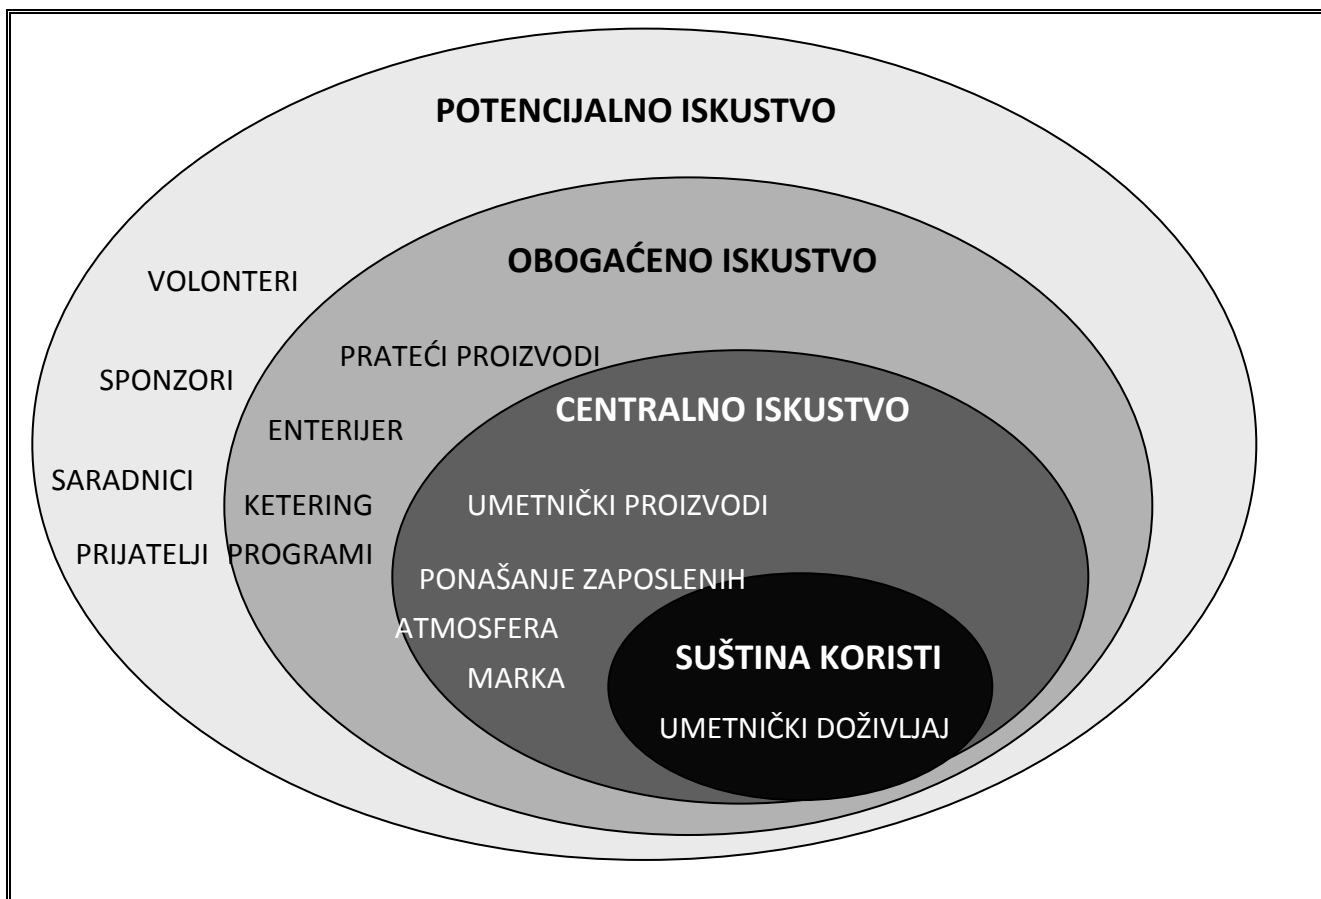 POTENCIJALNO ISKUSTVO
OBOGAĆENO ISKUSTVO
VOLONTERI
PRATEĆI PROIZVODI
SPONZORI
CENTRALNO ISKUSTVO
ENTERIJER
SARADNICI
KETERING
UMETNIČKI PROIZVODI
PRIJATELJI
PROGRAMI
PONAŠANJE ZAPOSLENIH
ATMOSFERA
SUŠTINA KORISTI
MARKA
UMETNIČKI DOŽIVLJAJ